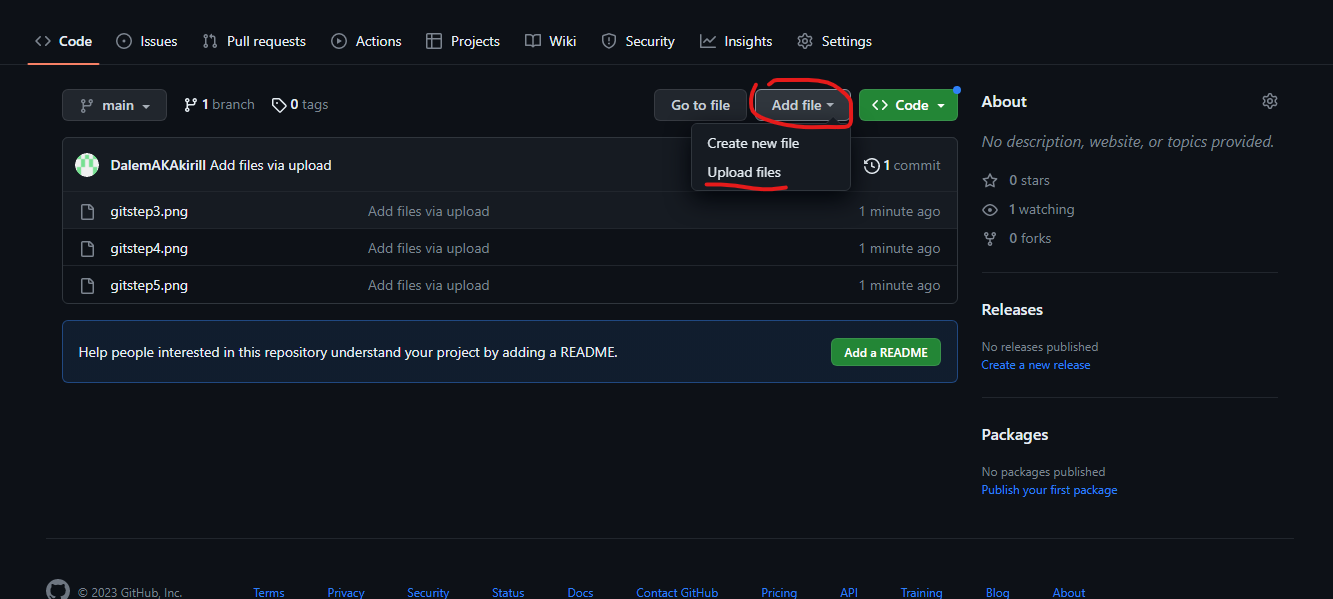 Code Issues Pull requests Actions Projects Wiki Security Insights Settings
main 1 branch 0 tags Go to file Add file Code
Create new file
Upload files
DalemAKAkirill Add files via upload 1 commit
gitstep3.png Add files via upload 1 minute ago
gitstep4.png Add files via upload 1 minute ago
gitstep5.png Add files via upload 1 minute ago
Help people interested in this repository understand your project by adding a README. Add a README
About
No description, website, or topics provided.
0 stars
1 watching
0 forks
Releases
No releases published
Create a new release
Packages
No packages published
Publish your first package
© 2023 GitHub, Inc. Terms Privacy Security Status Docs Contact GitHub Pricing API Training Blog About